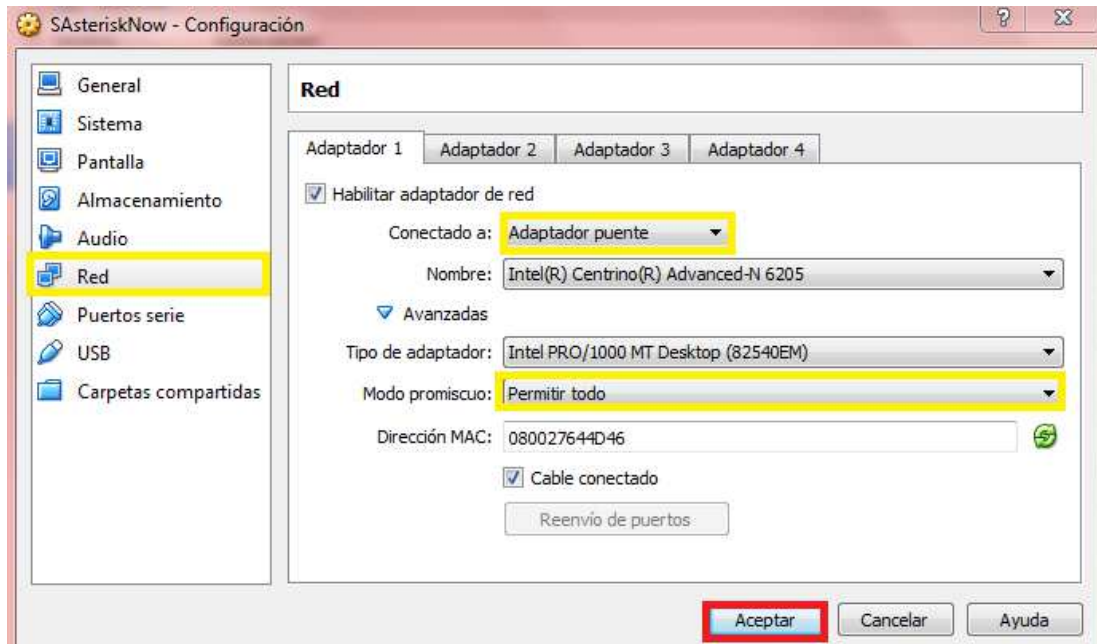 SAsteriskNow - Configuración
General
Sistema
Pantalla
Almacenamiento
Audio
Red
Puertos serie
USB
Carpetas compartidas
Red
Adaptador 1 Adaptador 2 Adaptador 3 Adaptador 4
Habilitar adaptador de red
Conectado a: Adaptador puente
Nombre: Intel(R) Centrino(R) Advanced-N 6205
Avanzadas
Tipo de adaptador: Intel PRO/1000 MT Desktop (82540EM)
Modo promiscuo: Permitir todo
Dirección MAC: 080027644D46
Cable conectado
Reenvío de puertos
Aceptar Cancelar Ayuda